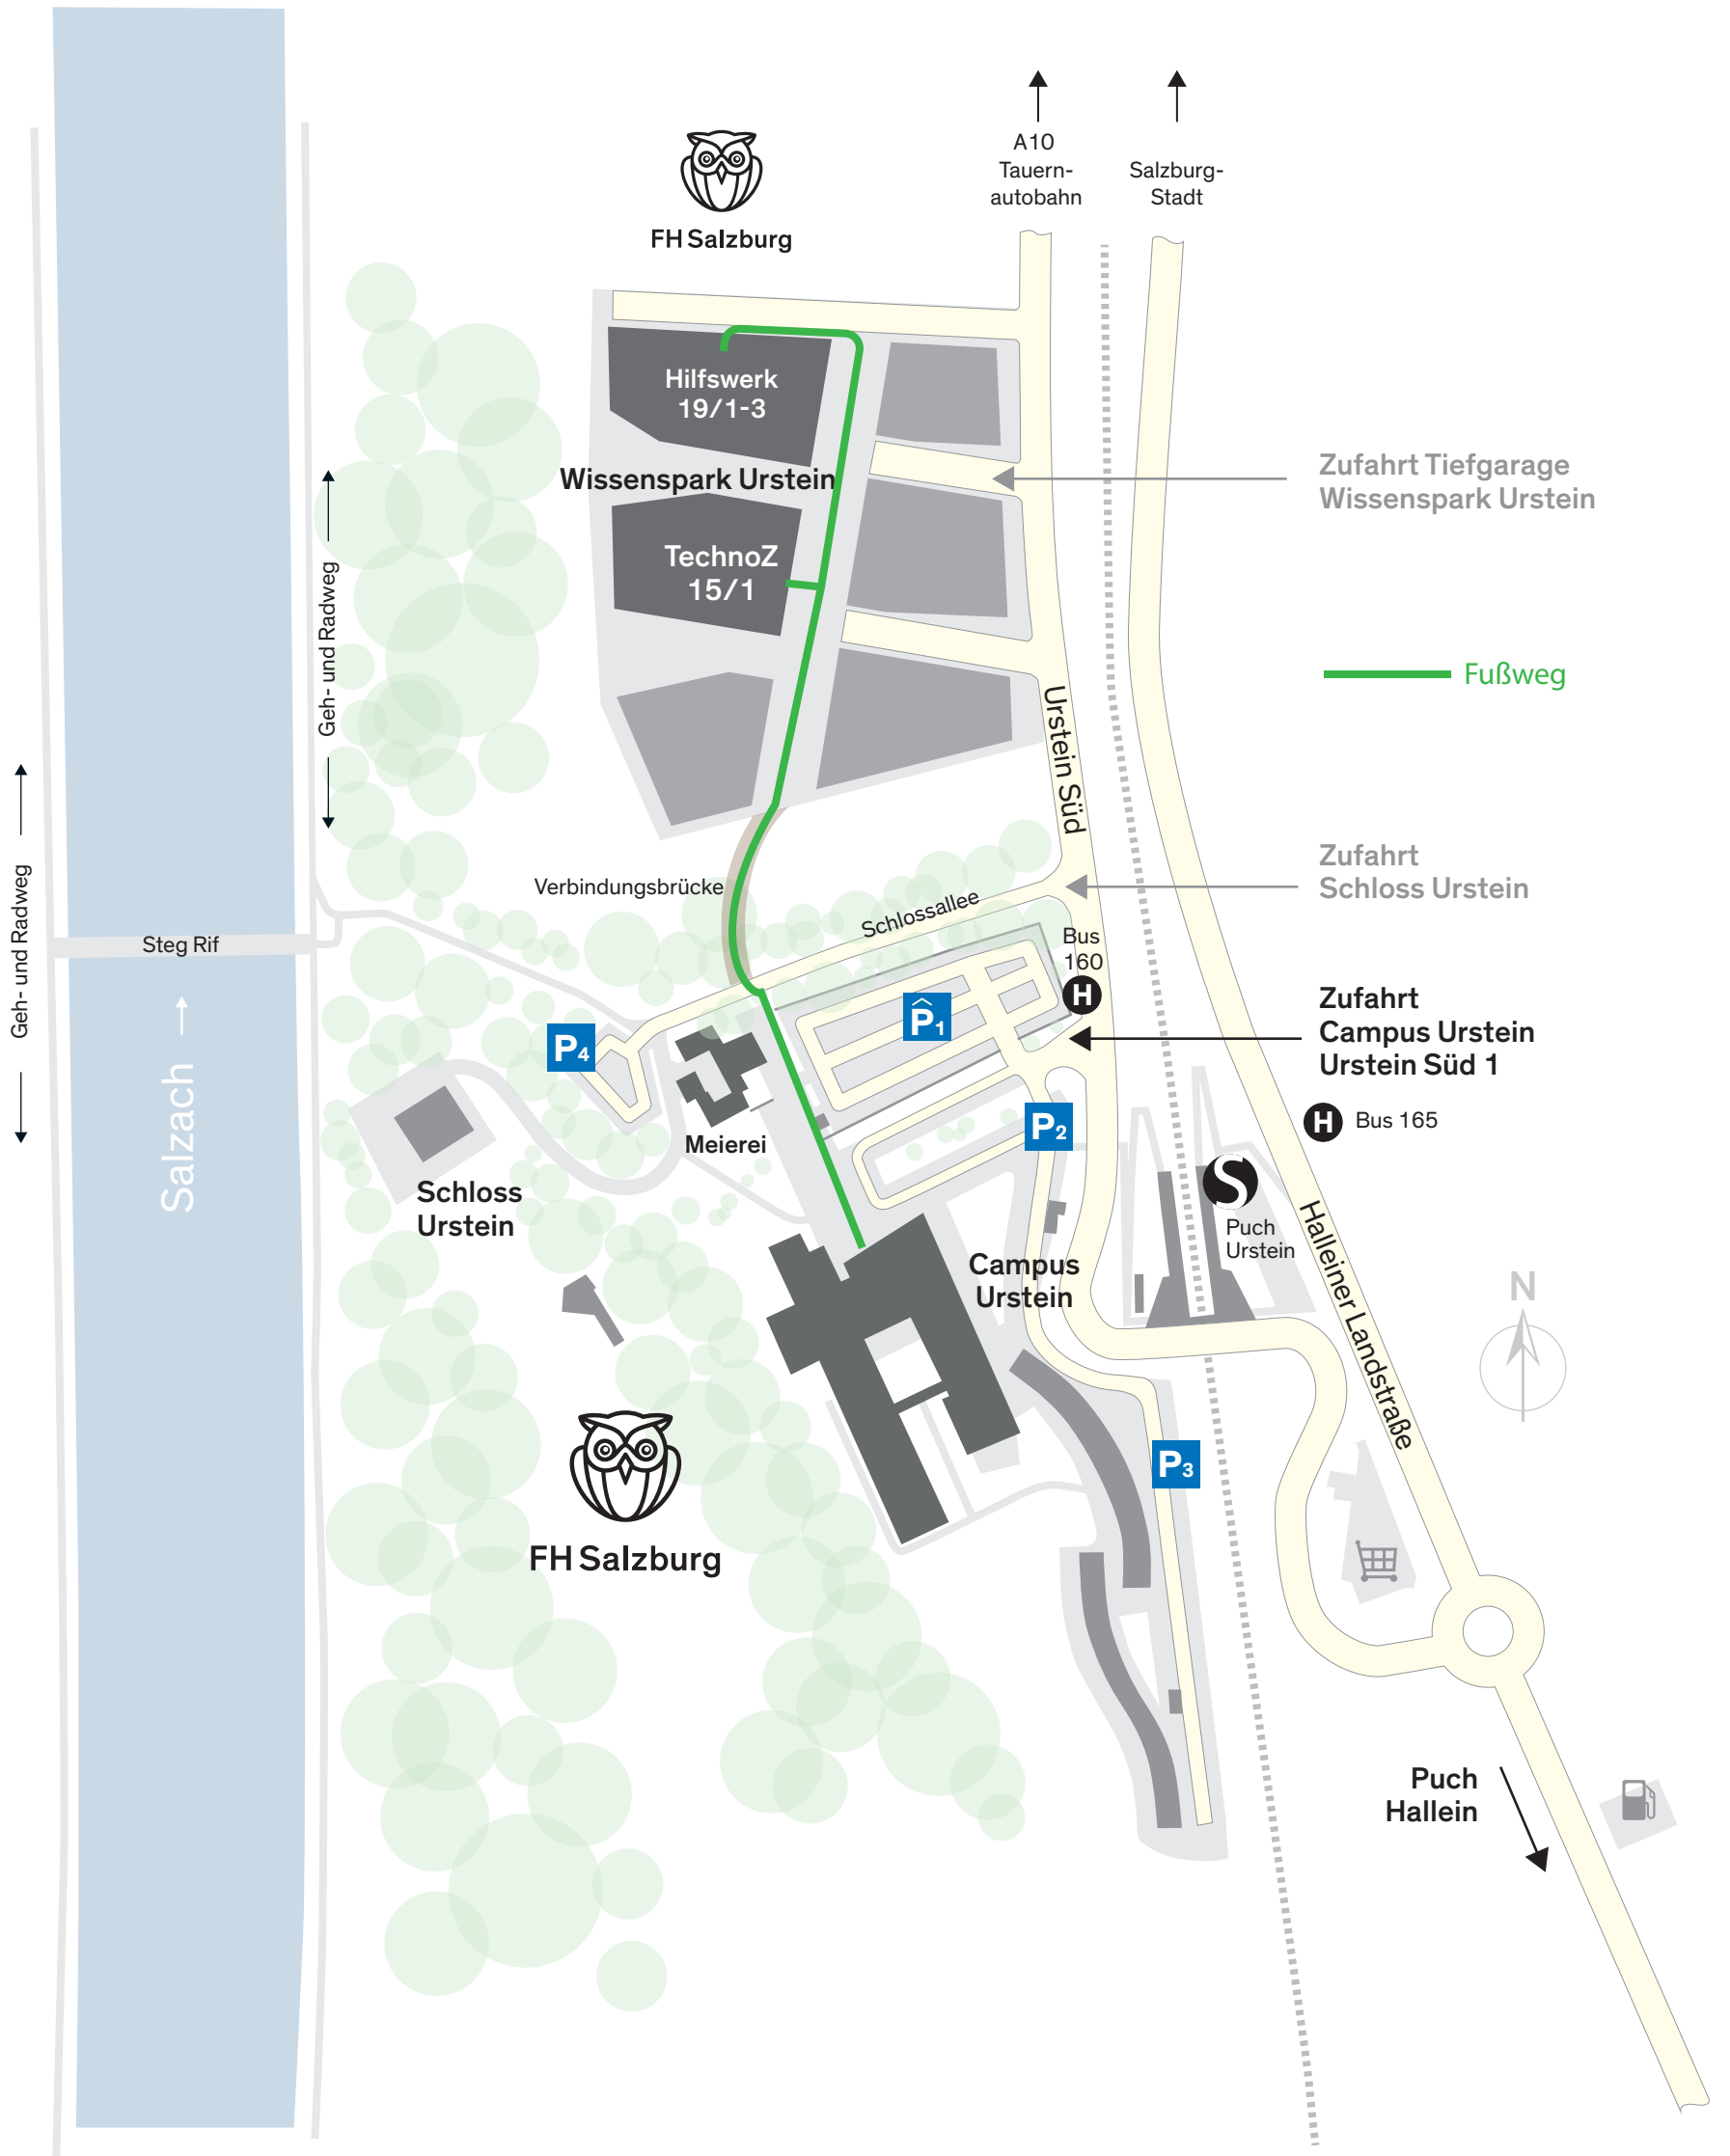 A10
Tauern-
autobahn
Salzburg-
Stadt
FH Salzburg
Hilfswerk
19/1-3
Wissenspark Urstein
Zufahrt Tiefgarage
Wissenspark Urstein
TechnoZ
15/1
Geh- und Radweg
Fußweg
Urstein Süd
Verbindungsbrücke
Zufahrt
Schloss Urstein
Schlossallee
Geh- und Radweg
Steg Rif
Bus
160
H
P1
Zufahrt
Campus Urstein
Urstein Süd 1
P4
H Bus 165
P2
Salzach
Meierei
Schloss
Urstein
S
Puch
Urstein
Campus
Urstein
Halleiner Landstraße
N
P3
FH Salzburg
Puch
Hallein